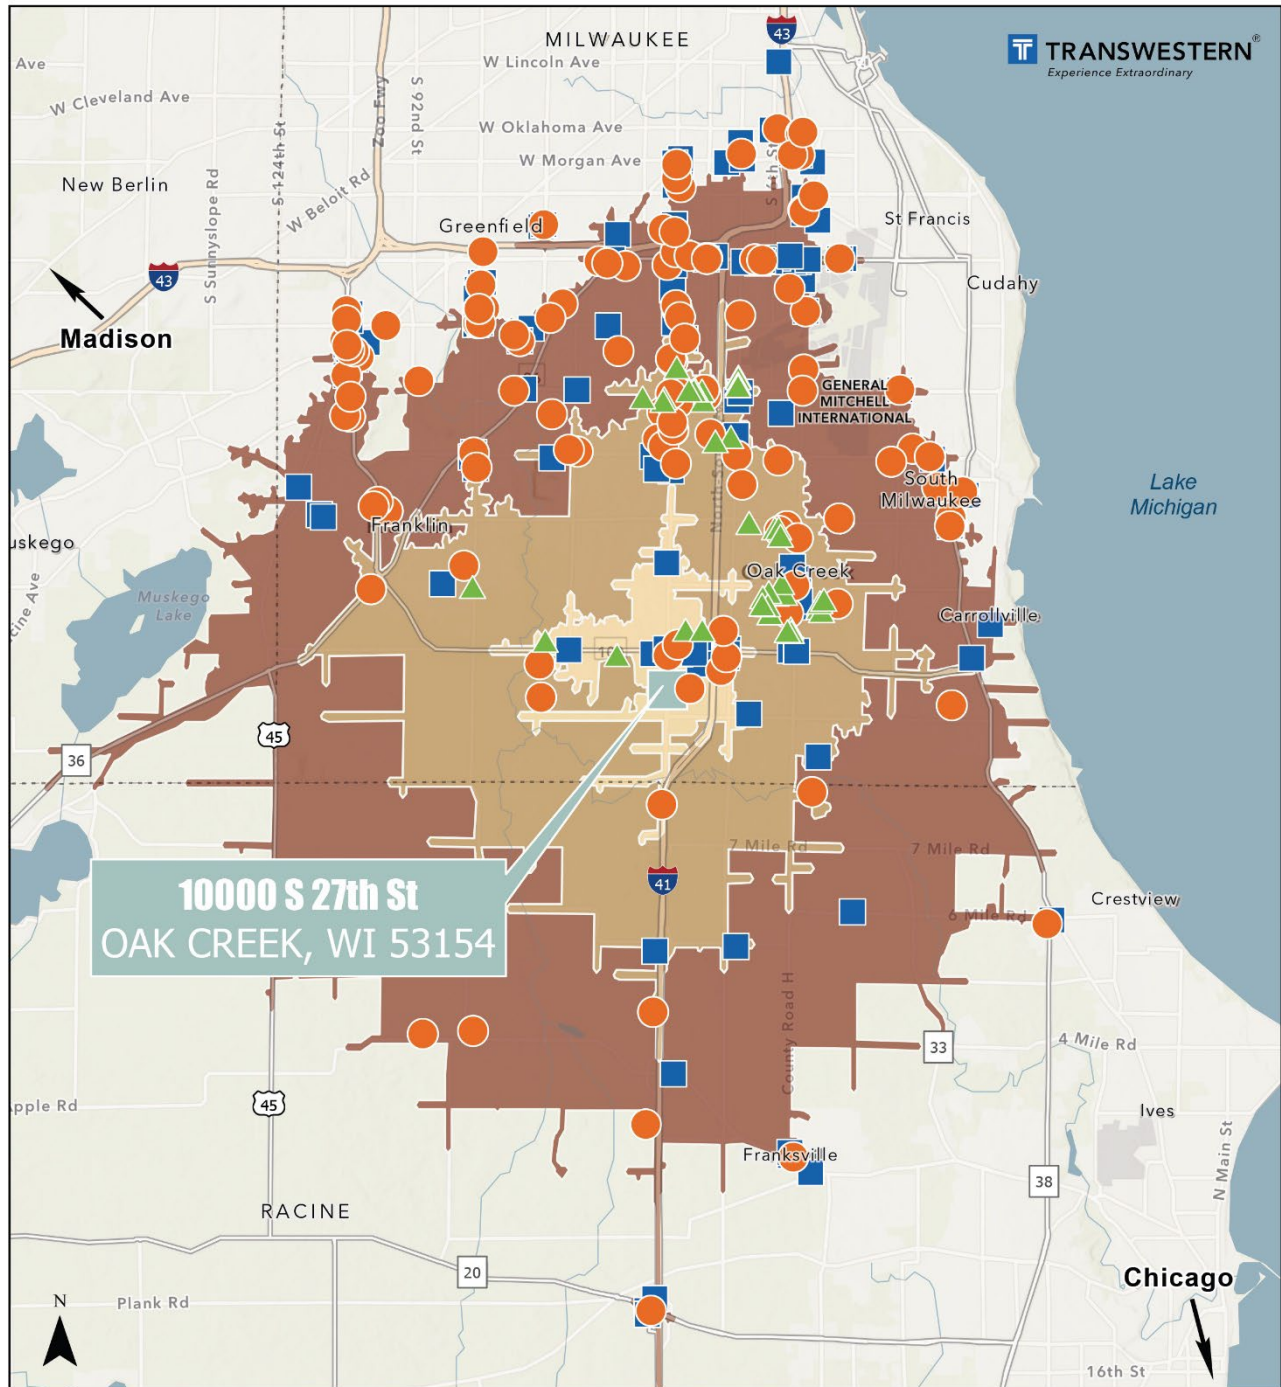 MILWAUKEE
43
TRANSWESTERN®
Experience Extraordinary
Ave
W Lincoln Ave
W Cleveland Ave
Zoo Fwy
S 92nd St
W Oklahoma Ave
S 124th St
W Morgan Ave
S 6th St
New Berlin
S Sunnyslope Rd
W Beloit Rd
Greenfield
St Francis
43
Cudahy
Madison
GENERAL
MITCHELL
INTERNATIONAL
Lake
Michigan
South
Milwaukee
Franklin
uskego
Oak Creek
Muskego
Lake
Carrollville
45
36
10000 S 27th St
OAK CREEK, WI 53154
7 Mile Rd
7 Mile Rd
41
Crestview
6 Mile Rd
County Road H
33
4 Mile Rd
45
pple Rd
Ives
Franksville
N Main St
38
RACINE
20
Chicago
N
Plank Rd
16th St